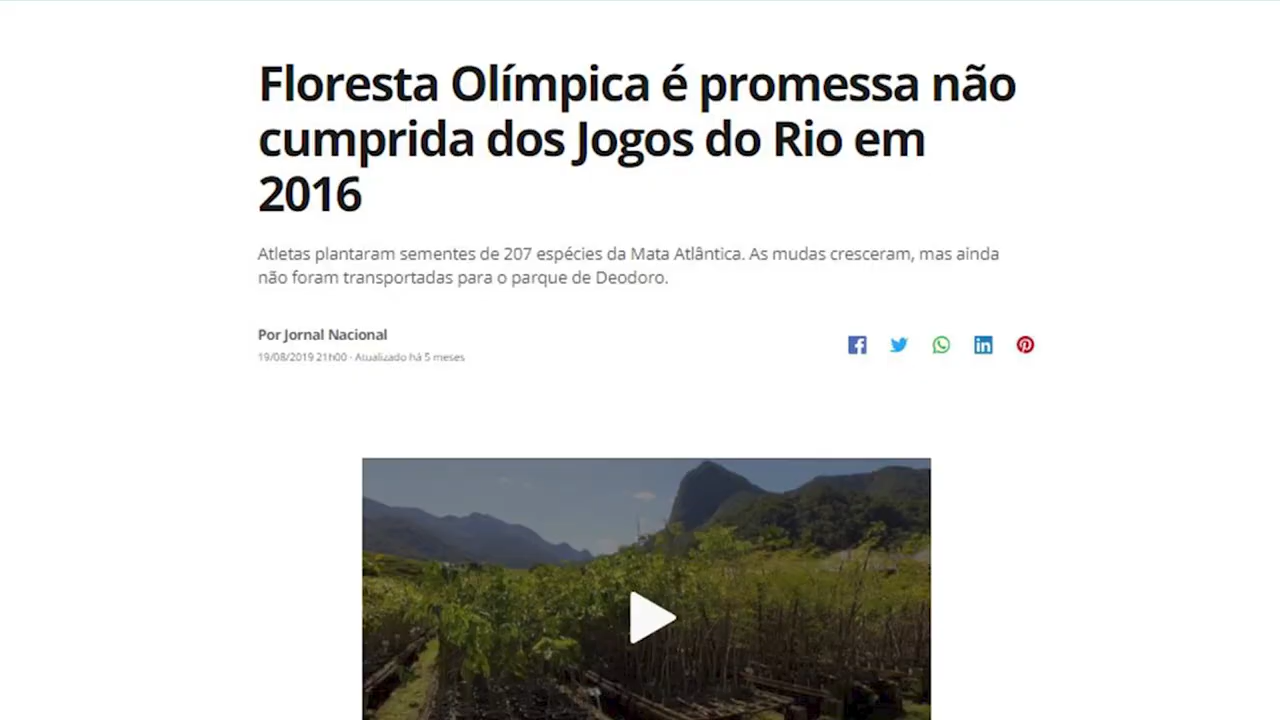 Floresta Olímpica é promessa não
cumprida dos Jogos do Rio em
2016
Atletas plantaram sementes de 207 espécies da Mata Atlântica. As mudas cresceram, mas ainda
não foram transportadas para o parque de Deodoro.
Por Jornal Nacional
19/08/2019 21h00 · Atualizado há 5 meses